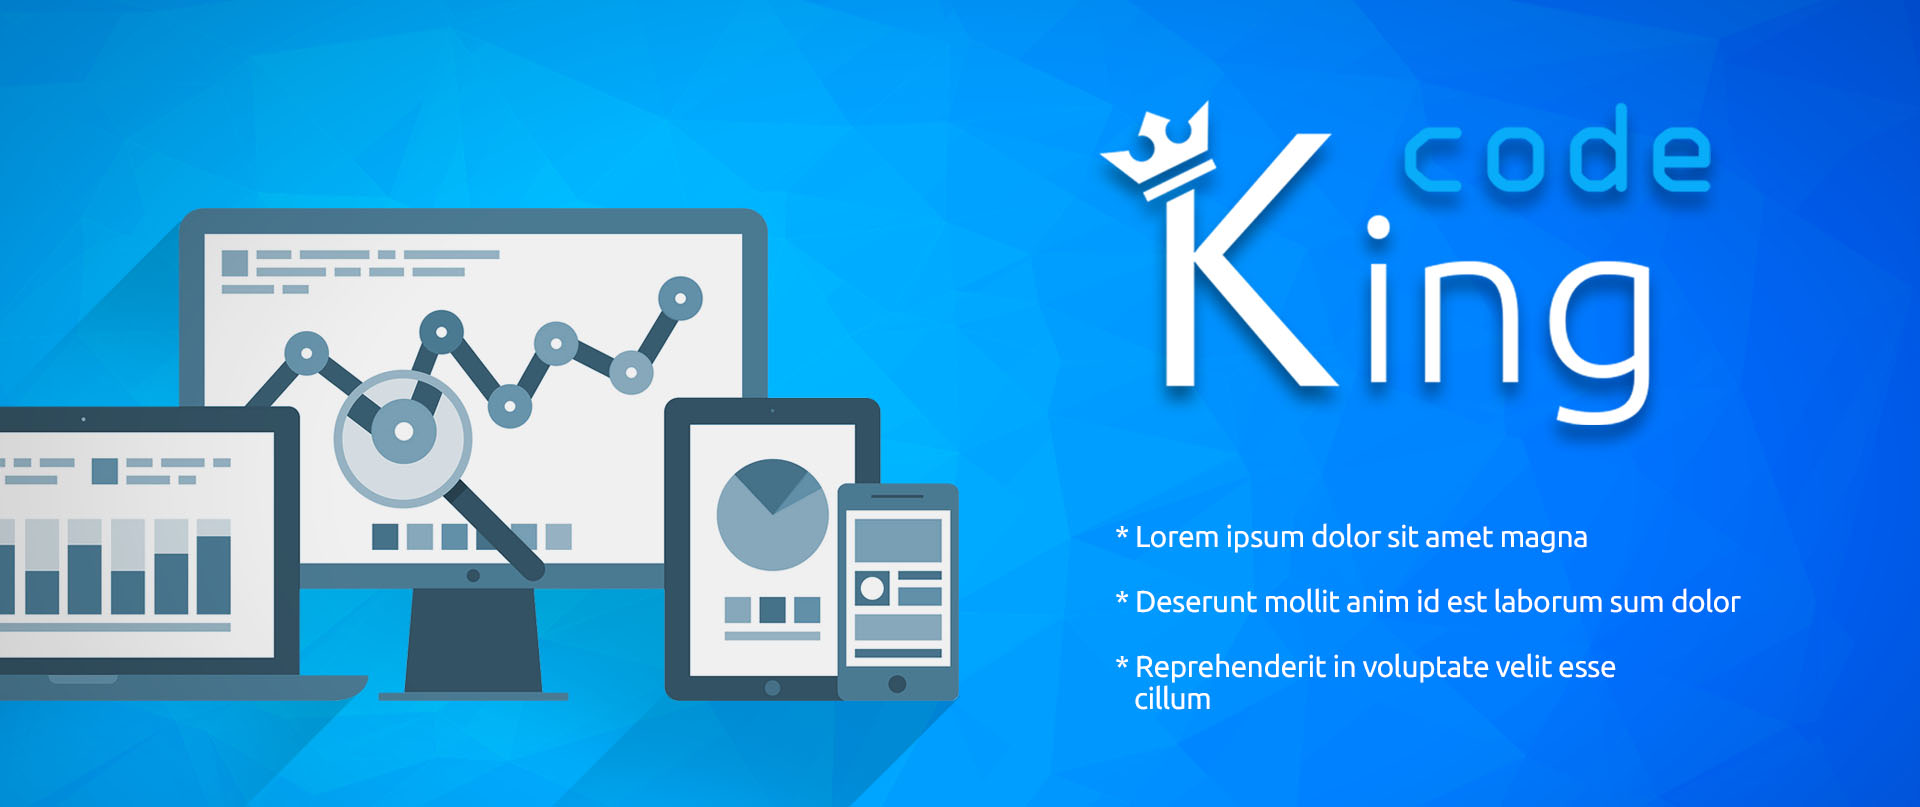 code
King
* Lorem ipsum dolor sit amet magna
* Deserunt mollit anim id est laborum sum dolor
* Reprehenderit in voluptate velit esse
cillum